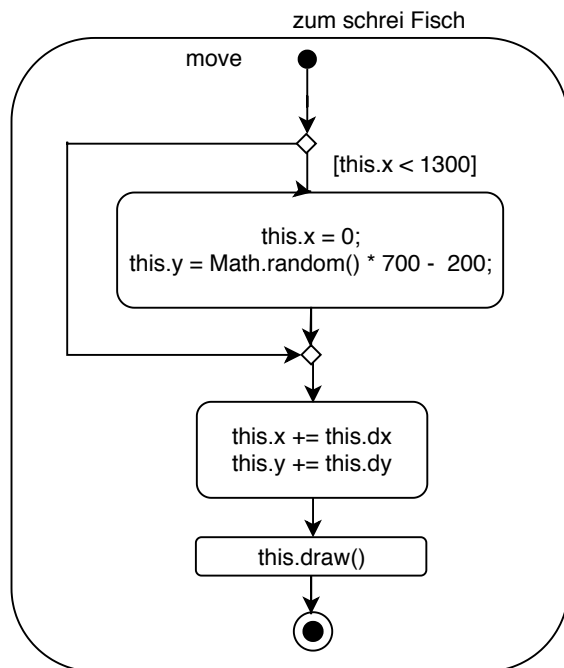 zum schrei Fisch
move
[this.x < 1300]
this.x = 0;
this.y = Math.random() * 700 - 200;
this.x += this.dx
this.y += this.dy
this.draw()